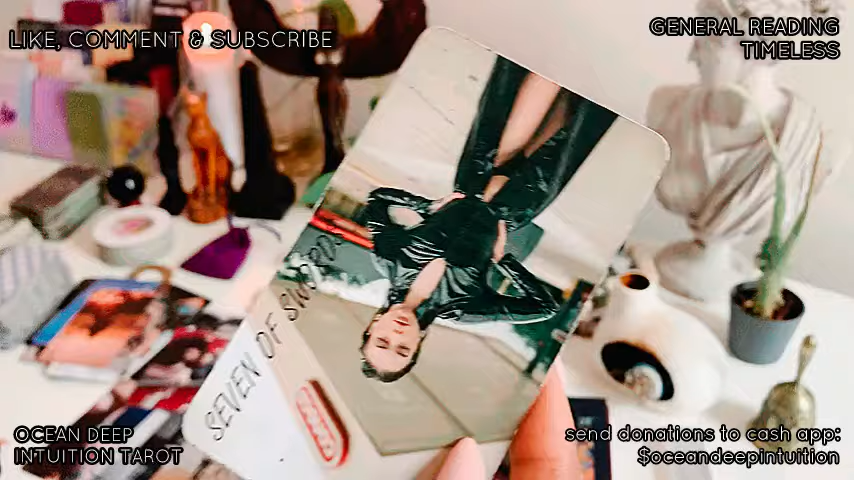 LIKE, COMMENT & SUBSCRIBE
GENERAL READING
TIMELESS
SEVEN OF SWORDS
OCEAN DEEP
INTUITION TAROT
send donations to cash app:
$oceandeepintuition